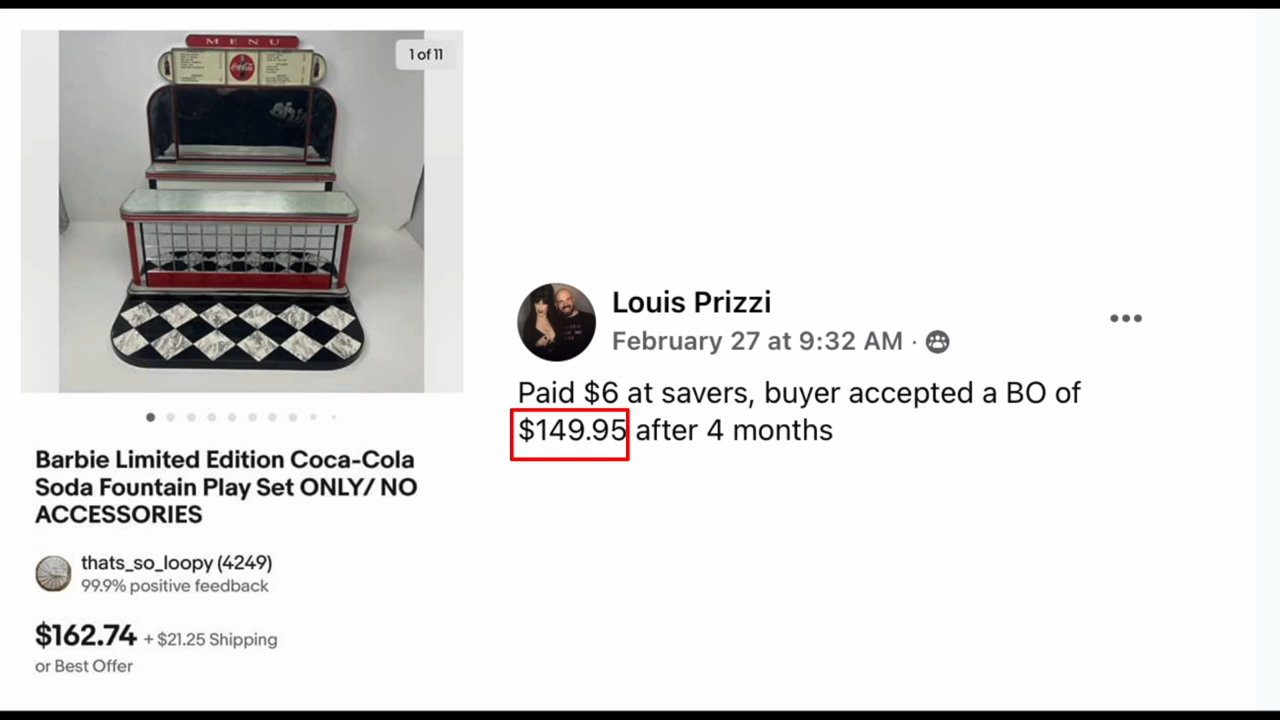 MENU
Coca-Cola
1 of 11
Barbie Limited Edition Coca-Cola
Soda Fountain Play Set ONLY/ NO
ACCESSORIES
thats_so_loopy (4249)
99.9% positive feedback
$162.74 + $21.25 Shipping
or Best Offer
Louis Prizzi
February 27 at 9:32 AM ·
Paid $6 at savers, buyer accepted a BO of
$149.95 after 4 months